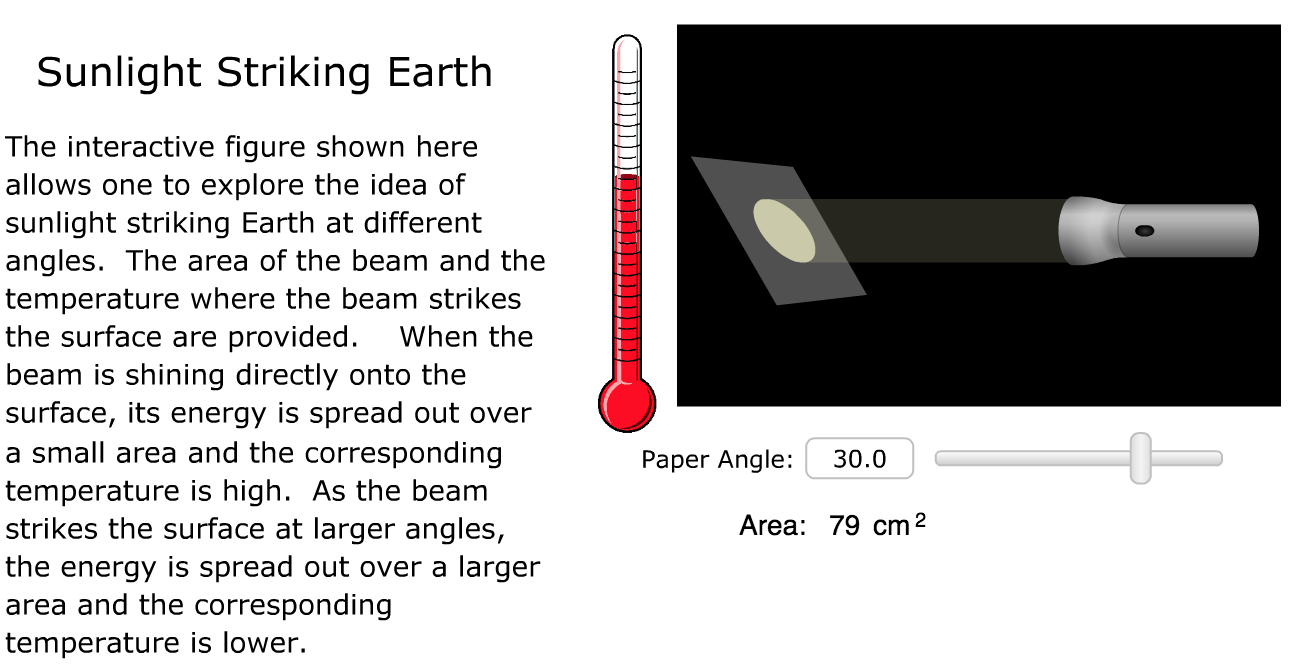 Sunlight Striking Earth
The interactive figure shown here
allows one to explore the idea of
sunlight striking Earth at different
angles.  The area of the beam and the
temperature where the beam strikes
the surface are provided.    When the
beam is shining directly onto the
surface, its energy is spread out over
a small area and the corresponding
temperature is high.  As the beam
strikes the surface at larger angles,
the energy is spread out over a larger
area and the corresponding
temperature is lower.
Paper Angle: 30.0
Area: 79 cm²